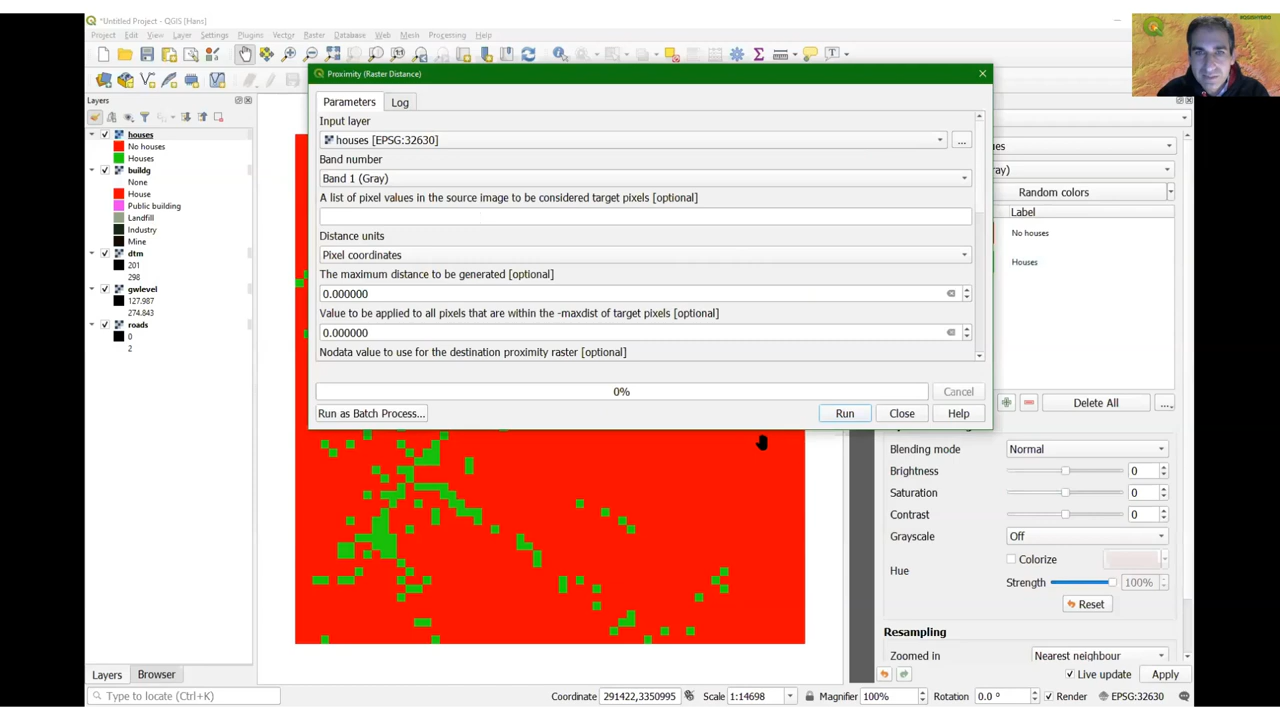 *Untitled Project - QGIS [Hans]
Project Edit View Layer Settings Plugins Vector Raster Database Web Mesh Processing Help
Proximity (Raster Distance)
Parameters Log
Input layer
houses [EPSG:32630]
...
Band number
Band 1 (Gray)
A list of pixel values in the source image to be considered target pixels [optional]
Distance units
Pixel coordinates
The maximum distance to be generated [optional]
0.000000
Value to be applied to all pixels that are within the -maxdist of target pixels [optional]
0.000000
Nodata value to use for the destination proximity raster [optional]
0%
Cancel
Run as Batch Process...
Run
Close
Help
Layers
houses
No houses
Houses
buildg
None
House
Public building
Landfill
Industry
Mine
dtm
201
298
gwlevel
127.987
274.843
roads
0
2
Random colors
Label
No houses
Houses
Delete All
...
Blending mode
Normal
Brightness
0
Saturation
0
Contrast
0
Grayscale
Off
Hue
Colorize
Strength
100%
Reset
Resampling
Zoomed in
Nearest neighbour
Live update
Apply
Layers Browser
Type to locate (Ctrl+K)
Coordinate 291422,3350995 Scale 1:14698 Magnifier 100% Rotation 0.0 ° Render EPSG:32630